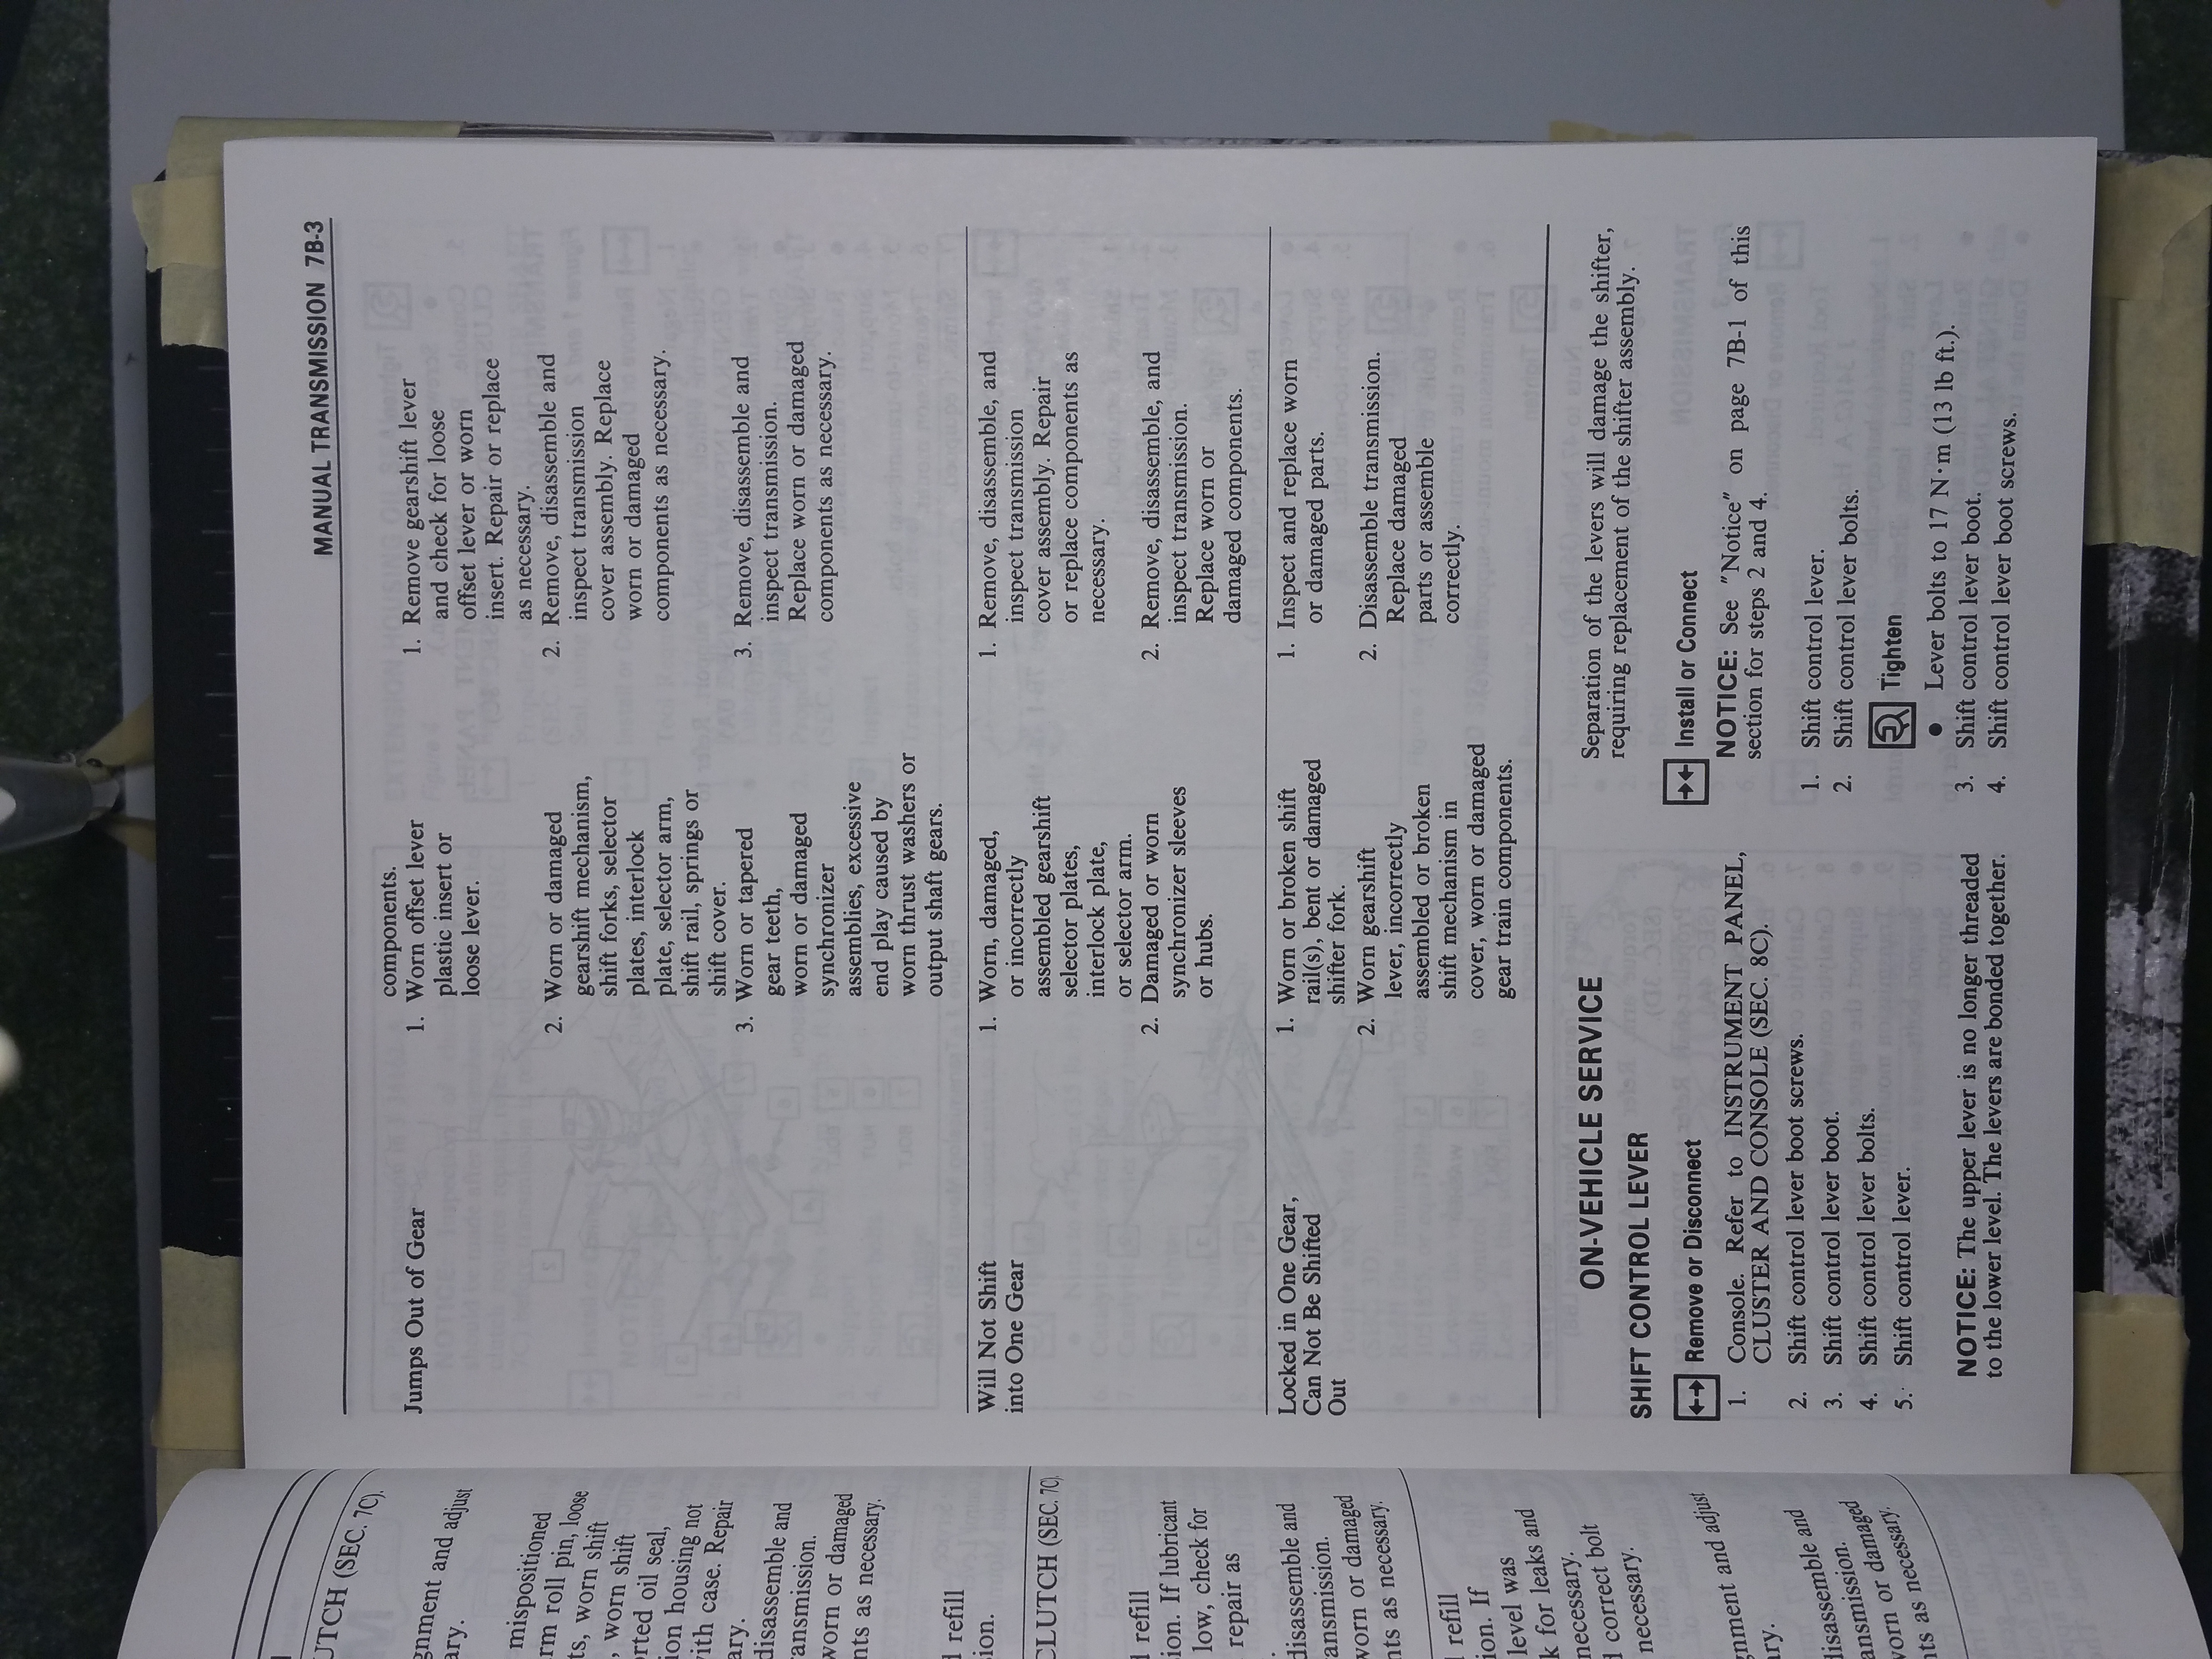 MANUAL TRANSMISSION 7B-3
components.
Jumps Out of Gear
1. Worn offset lever
plastic insert or
loose lever.
1. Remove gearshift lever
and check for loose
offset lever or worn
insert. Repair or replace
as necessary.
2. Worn or damaged
gearshift mechanism,
shift forks, selector
plates, interlock
plate, selector arm,
shift rail, springs or
shift cover.
2. Remove, disassemble and
inspect transmission
cover assembly. Replace
worn or damaged
components as necessary.
3. Worn or tapered
gear teeth,
worn or damaged
synchronizer
assemblies, excessive
end play caused by
worn thrust washers or
output shaft gears.
3. Remove, disassemble and
inspect transmission.
Replace worn or damaged
components as necessary.
Will Not Shift
into One Gear
1. Worn, damaged,
or incorrectly
assembled gearshift
selector plates,
interlock plate,
or selector arm.
1. Remove, disassemble, and
inspect transmission
cover assembly. Repair
or replace components as
necessary.
2. Damaged or worn
synchronizer sleeves
or hubs.
2. Remove, disassemble, and
inspect transmission.
Replace worn or
damaged components.
Locked in One Gear,
Can Not Be Shifted
Out
1. Worn or broken shift
rail(s), bent or damaged
shifter fork.
1. Inspect and replace worn
or damaged parts.
2. Worn gearshift
lever, incorrectly
assembled or broken
shift mechanism in
cover, worn or damaged
gear train components.
2. Disassemble transmission.
Replace damaged
parts or assemble
correctly.
ON-VEHICLE SERVICE
SHIFT CONTROL LEVER
Remove or Disconnect
1. Console. Refer to INSTRUMENT PANEL,
CLUSTER AND CONSOLE (SEC. 8C).
2. Shift control lever boot screws.
3. Shift control lever boot.
4. Shift control lever bolts.
5. Shift control lever.
NOTICE: The upper lever is no longer threaded
to the lower level. The levers are bonded together.
Separation of the levers will damage the shifter,
requiring replacement of the shifter assembly.
Install or Connect
NOTICE: See "Notice" on page 7B-1 of this
section for steps 2 and 4.
1. Shift control lever.
2. Shift control lever bolts.
Tighten
• Lever bolts to 17 N·m (13 lb ft.).
3. Shift control lever boot.
4. Shift control lever boot screws.
UTCH (SEC. 7C).
gnment and adjust
ary.
mispositioned
rm roll pin, loose
ts, worn shift
, worn shift
rted oil seal,
ion housing not
vith case. Repair
ary.
disassemble and
ansmission.
worn or damaged
nts as necessary.
l refill
ion.
CLUTCH (SEC. 7C).
l refill
ion. If lubricant
low, check for
repair as
disassemble and
ansmission.
worn or damaged
nts as necessary.
l refill
ion. If
level was
k for leaks and
necessary.
l correct bolt
necessary.
gnment and adjust
ary.
disassemble and
ansmission.
vorn or damaged
nts as necessary.